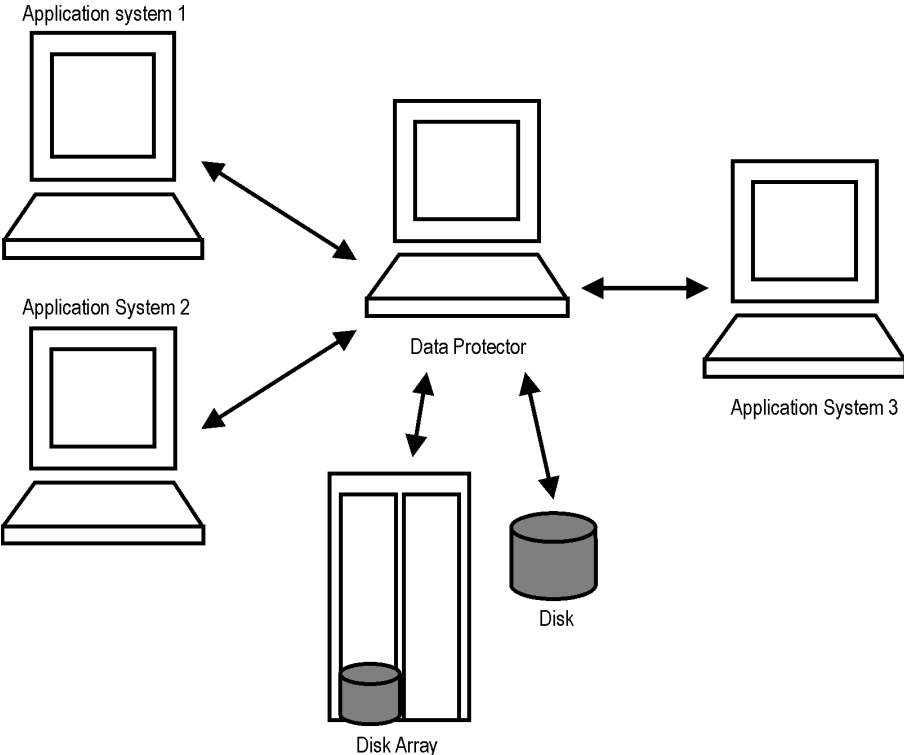 Application system 1
Application System 2
Data Protector
Application System 3
Disk
Disk Array